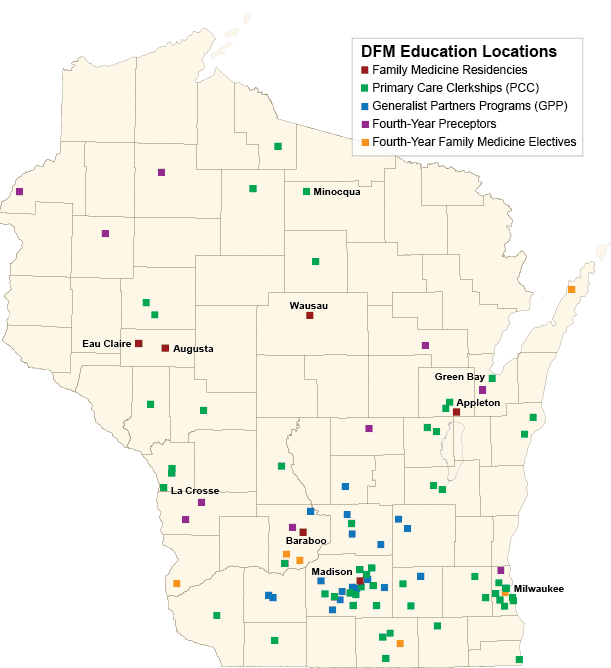 DFM Education Locations
Family Medicine Residencies
Primary Care Clerkships (PCC)
Generalist Partners Programs (GPP)
Fourth-Year Preceptors
Fourth-Year Family Medicine Electives
Minocqua
Wausau
Eau Claire
Augusta
Green Bay
Appleton
La Crosse
Baraboo
Madison
Milwaukee